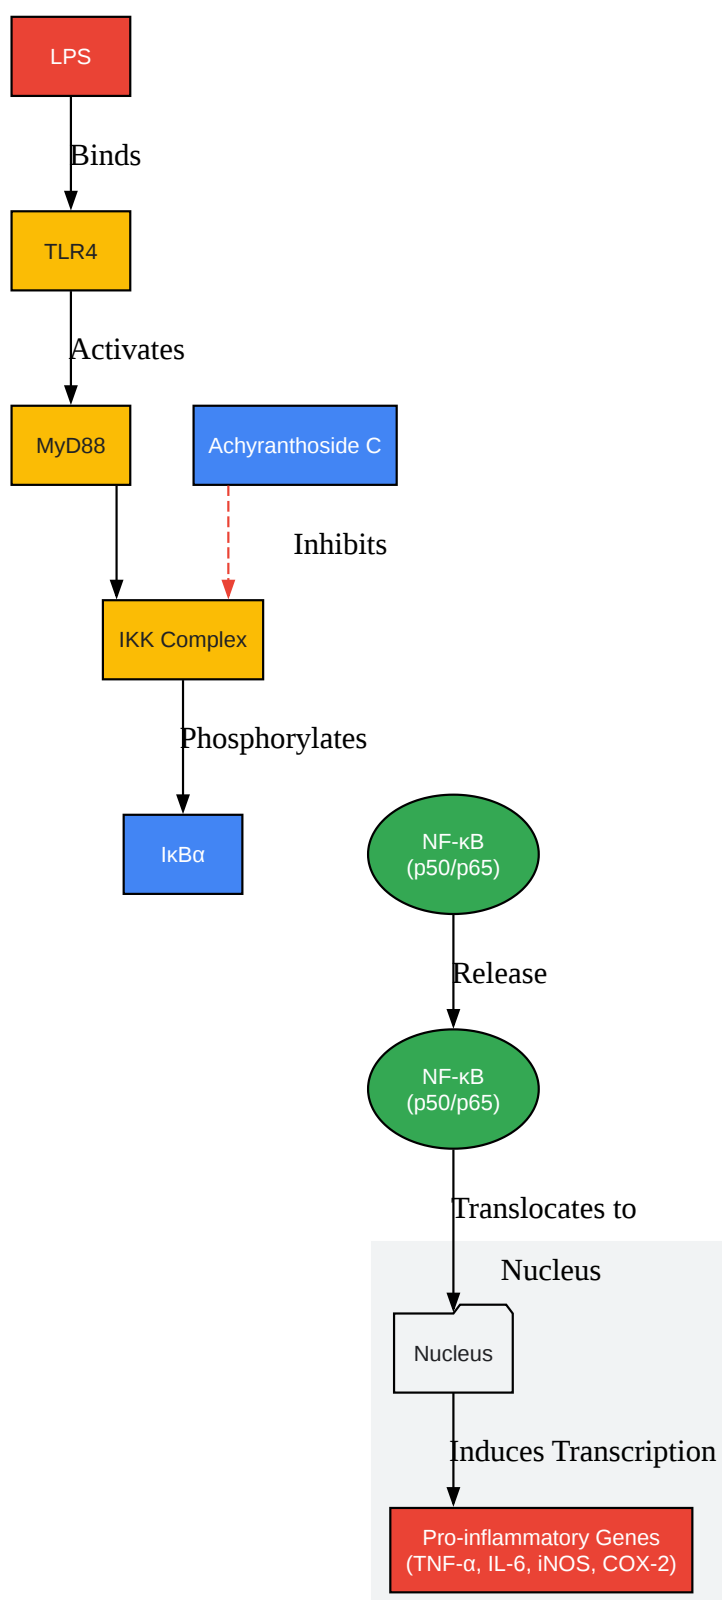 LPS
Binds
TLR4
Activates
MyD88
Achyranthoside C
Inhibits
IKK Complex
Phosphorylates
IκBα
NF-κB
(p50/p65)
Release
NF-κB
(p50/p65)
Translocates to
Nucleus
Nucleus
Induces Transcription
Pro-inflammatory Genes
(TNF-α, IL-6, iNOS, COX-2)